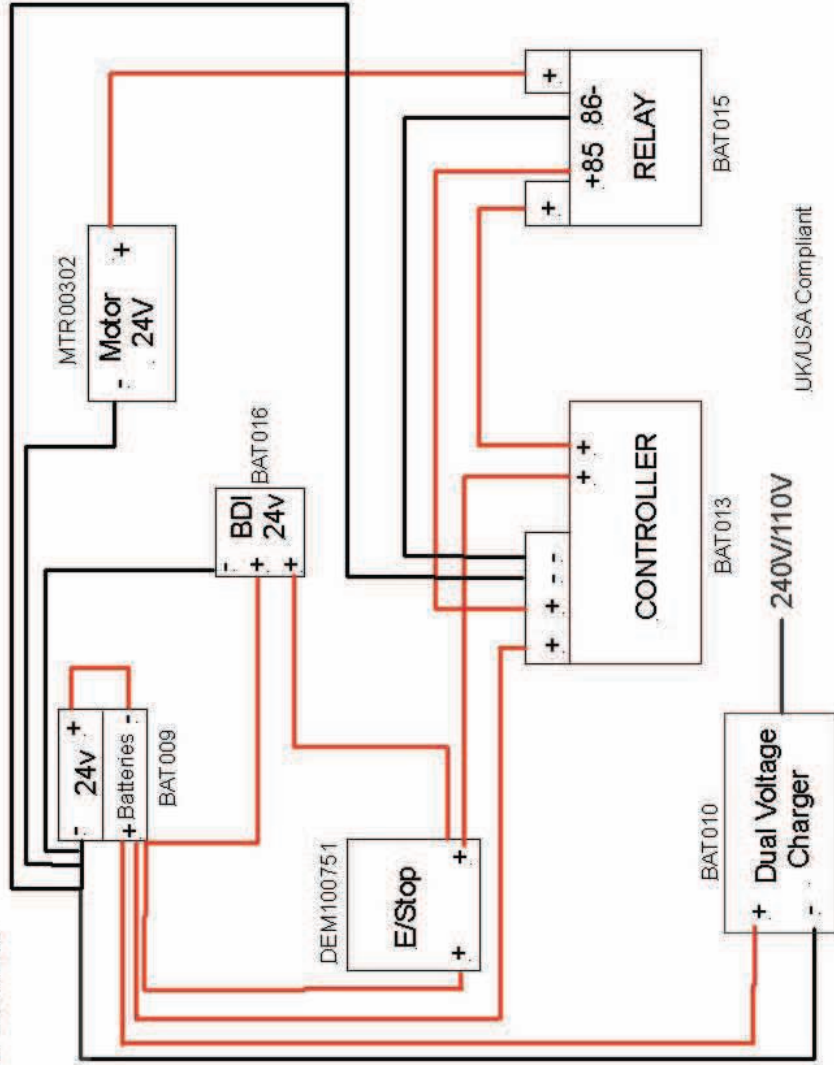 24v
-
+
Batteries
+
-
BAT009
BDI
24v
-
+
+
BAT016
Motor
24V
-
+
MTR00302
DEM100751
E/Stop
+
+
+
+
-
-
+
+
CONTROLLER
BAT013
+
+85
86-
+
RELAY
BAT015
BAT010
+
Dual Voltage
-
Charger
240V/110V
UK/USA Compliant